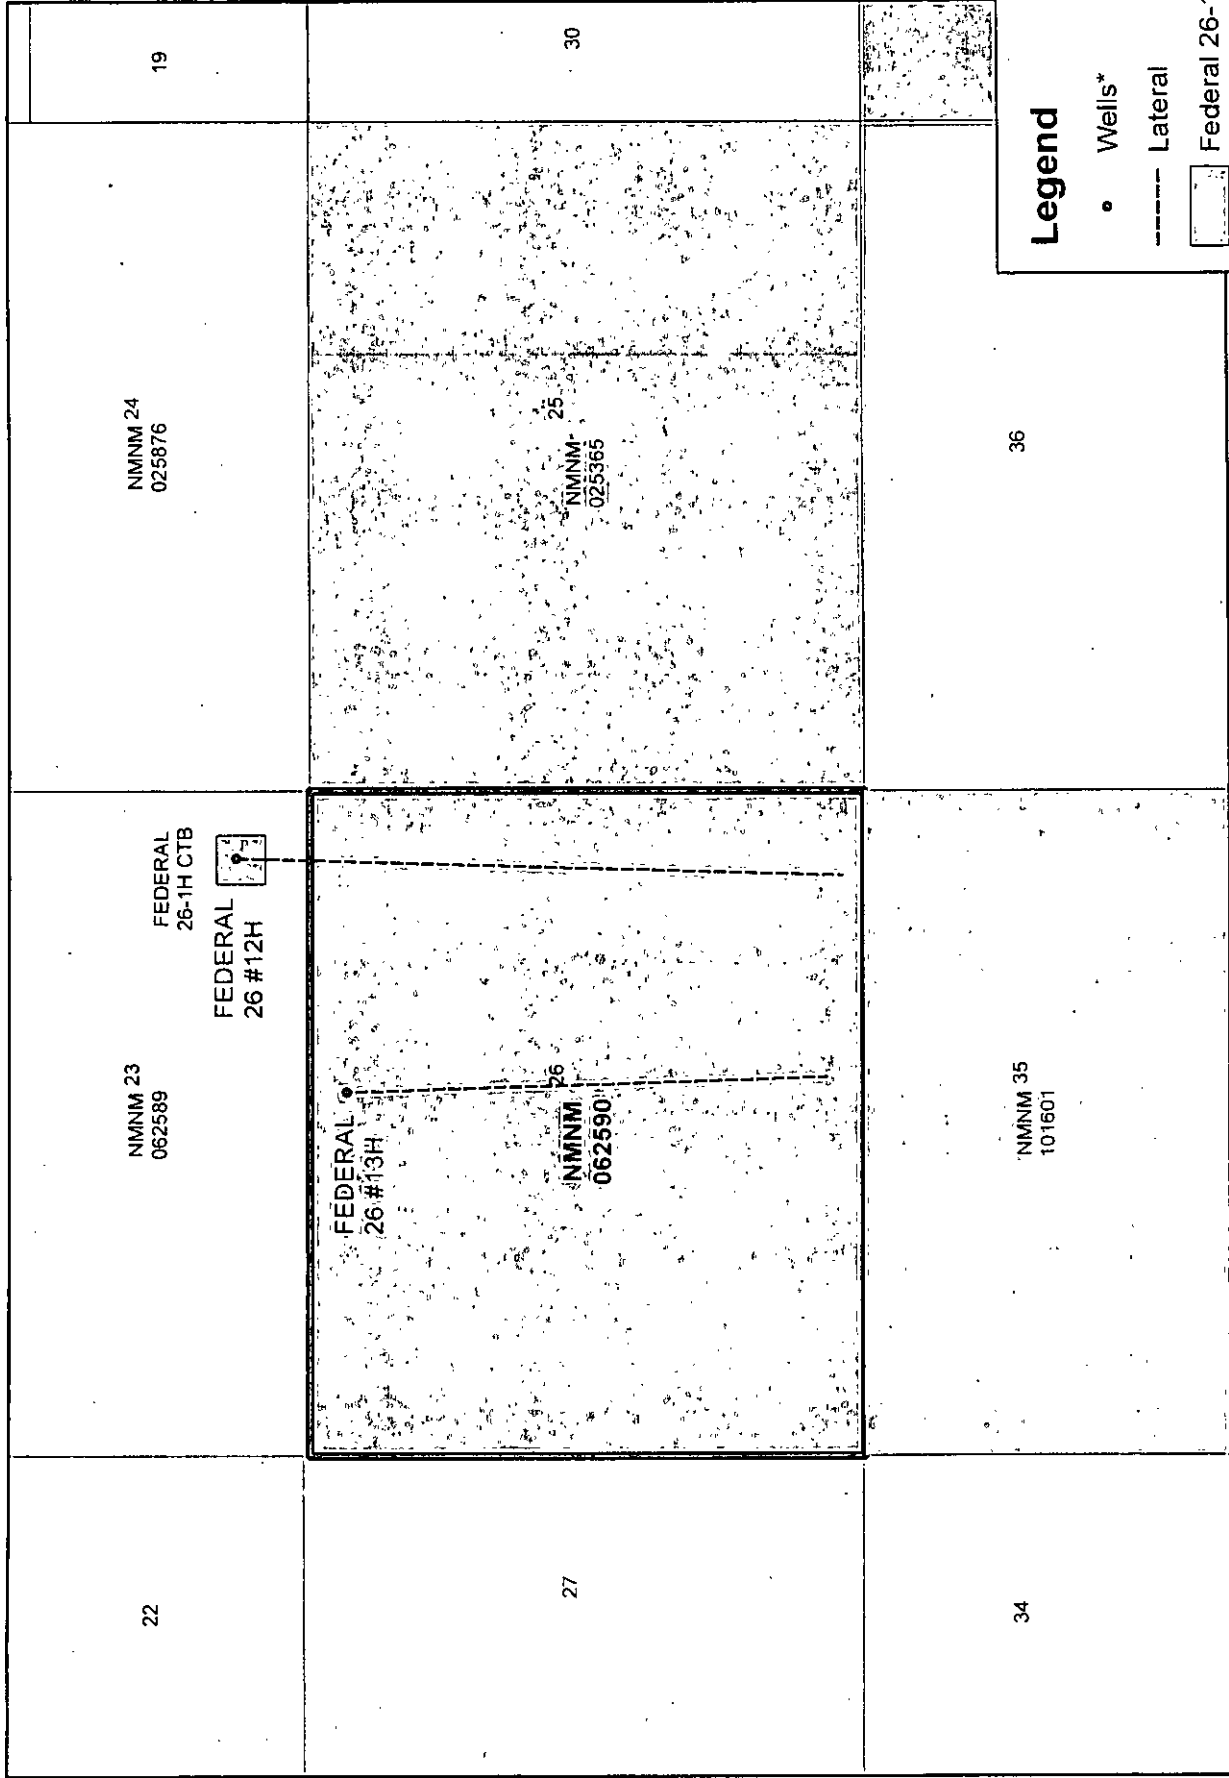 22
NMNM 23
062589
FEDERAL
26-1H CTB
FEDERAL
26 #12H
NMNM 24
025876
19
27
FEDERAL
26 #13H
26
NMNM
062590
25
NMNM
025365
30
34
NMNM 35
101601
36
Legend
Wells*
Lateral
Federal 26-